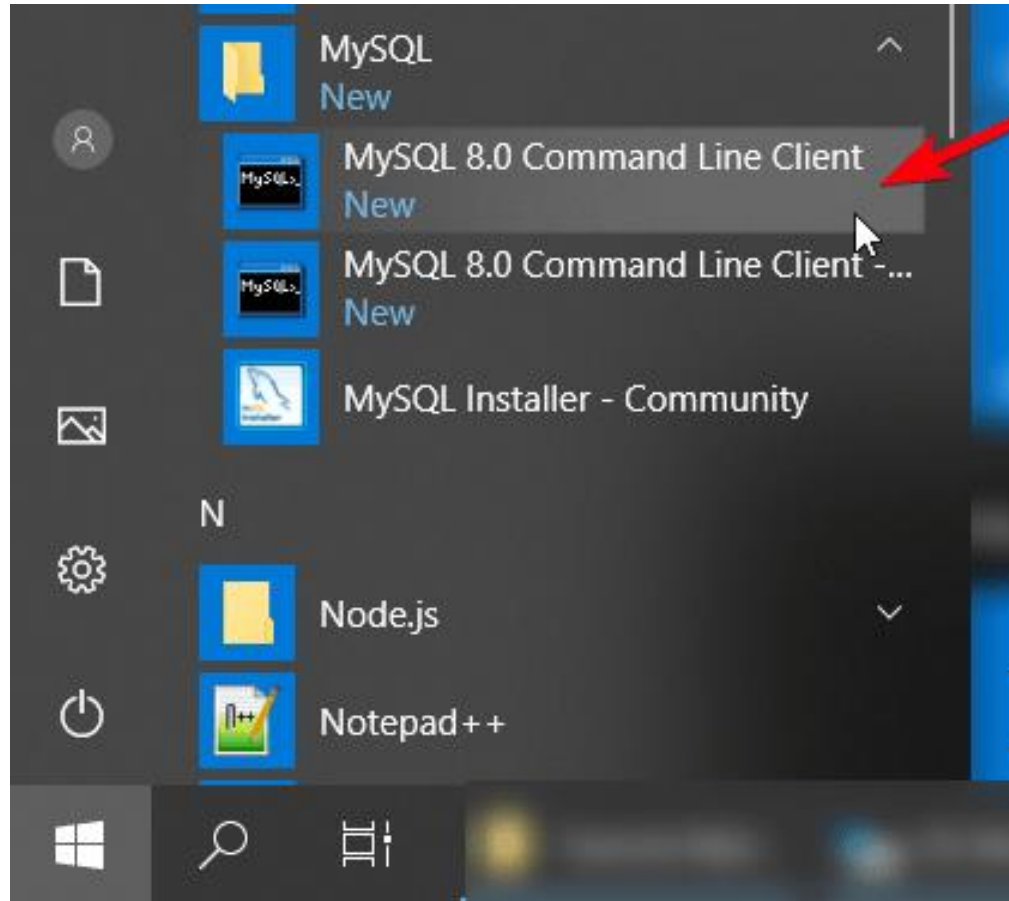 MySQL
New
MySQL 8.0 Command Line Client
New
MySQL 8.0 Command Line Client -...
New
MySQL Installer - Community
N
Node.js
Notepad++